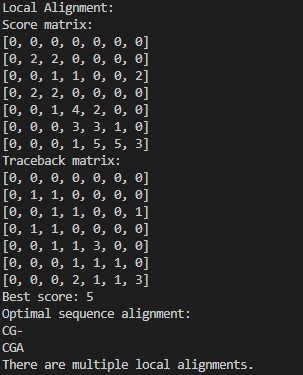 Local Alignment:
Score matrix:
[0, 0, 0, 0, 0, 0, 0]
[0, 2, 2, 0, 0, 0, 0]
[0, 0, 1, 1, 0, 0, 2]
[0, 2, 2, 0, 0, 0, 0]
[0, 0, 1, 4, 2, 0, 0]
[0, 0, 0, 3, 3, 1, 0]
[0, 0, 0, 1, 5, 5, 3]
Traceback matrix:
[0, 0, 0, 0, 0, 0, 0]
[0, 1, 1, 0, 0, 0, 0]
[0, 0, 1, 1, 0, 0, 1]
[0, 1, 1, 0, 0, 0, 0]
[0, 0, 1, 1, 3, 0, 0]
[0, 0, 0, 1, 1, 1, 0]
[0, 0, 0, 2, 1, 1, 3]
Best score: 5
Optimal sequence alignment:
CG-
CGA
There are multiple local alignments.